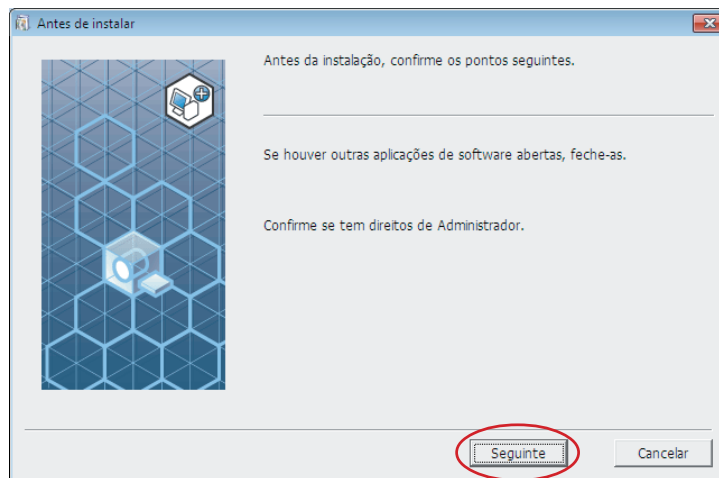 Antes de instalar
Antes da instalação, confirme os pontos seguintes.
Se houver outras aplicações de software abertas, feche-as.
Confirme se tem direitos de Administrador.
Seguinte
Cancelar